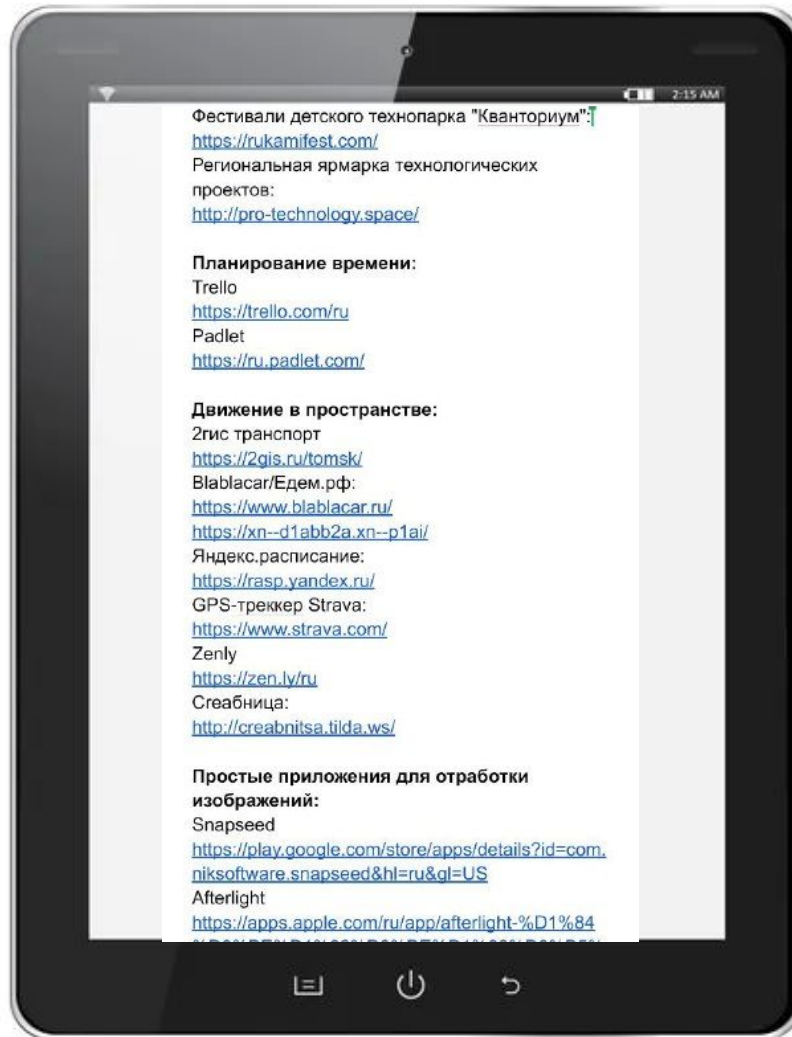 2:15 AM
Фестивали детского технопарка "Кванториум":
https://rukamifest.com/
Региональная ярмарка технологических
проектов:
http://pro-technology.space/
Планирование времени:
Trello
https://trello.com/ru
Padlet
https://ru.padlet.com/
Движение в пространстве:
2гис транспорт
https://2gis.ru/tomsk/
Blablacar/Едем.рф:
https://www.blablacar.ru/
https://xn--d1abb2a.xn--p1ai/
Яндекс.расписание:
https://rasp.yandex.ru/
GPS-треккер Strava:
https://www.strava.com/
Zenly
https://zen.ly/ru
Creaбница:
http://creabnitsa.tilda.ws/
Простые приложения для отработки
изображений:
Snapseed
https://play.google.com/store/apps/details?id=com.
niksoftware.snapseed&hl=ru&gl=US
Afterlight
https://apps.apple.com/ru/app/afterlight-%D1%84